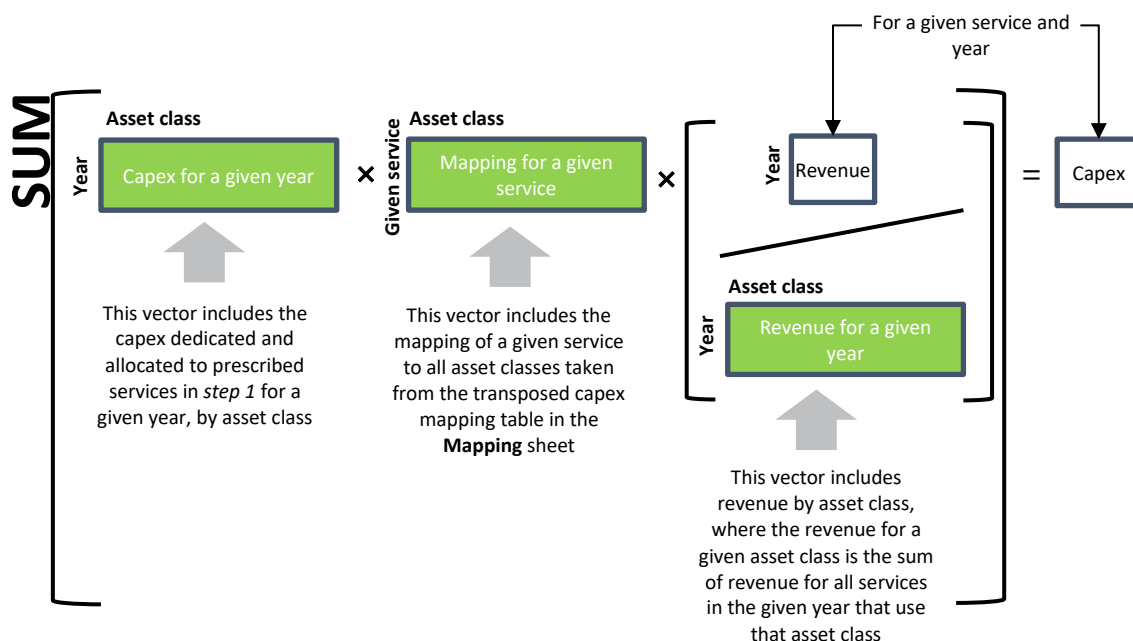 For a given service and
year
SUM
Asset class
Year
Capex for a given year
×
Asset class
Given service
Mapping for a given
service
×
Year
Revenue
=
Capex
Asset class
Year
Revenue for a given
year
This vector includes the
capex dedicated and
allocated to prescribed
services in step 1 for a
given year, by asset class
This vector includes the
mapping of a given service
to all asset classes taken
from the transposed capex
mapping table in the
Mapping sheet
This vector includes
revenue by asset class,
where the revenue for a
given asset class is the sum
of revenue for all services
in the given year that use
that asset class